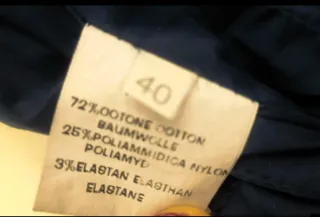 40
72%COTONE COTTON
BAUMWOLLE
25%POLIAMMIDICA NYLON
POLIAMYD
3%ELASTAN ELASTHAN
ELASTANE